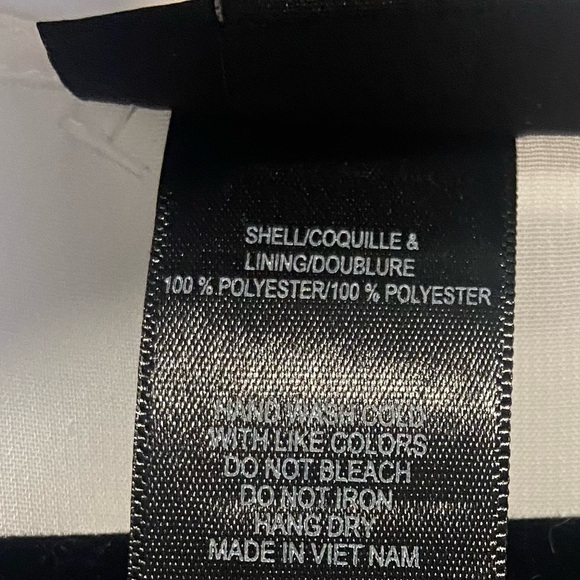 SHELL/COQUILLE &
LINING/DOUBLURE
100 % POLYESTER/100 % POLYESTER
HAND WASH COLD
WITH LIKE COLORS
DO NOT BLEACH
DO NOT IRON
HANG DRY
MADE IN VIET NAM